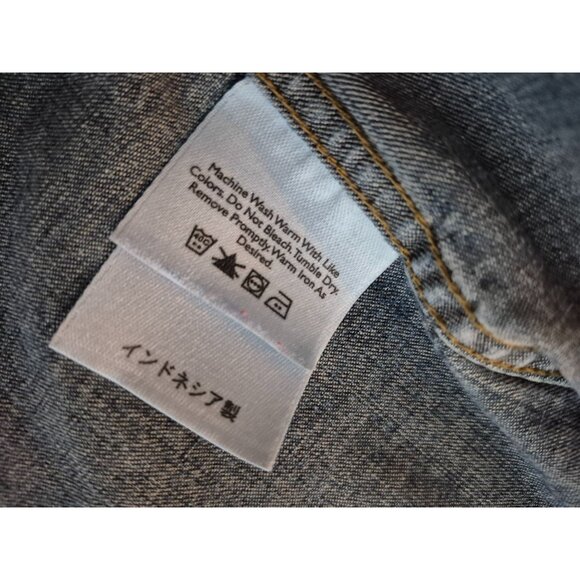 Machine Wash Warm With Like
Colors. Do Not Bleach. Tumble Dry.
Remove Promptly. Warm Iron As
Desired.
インドネシア製